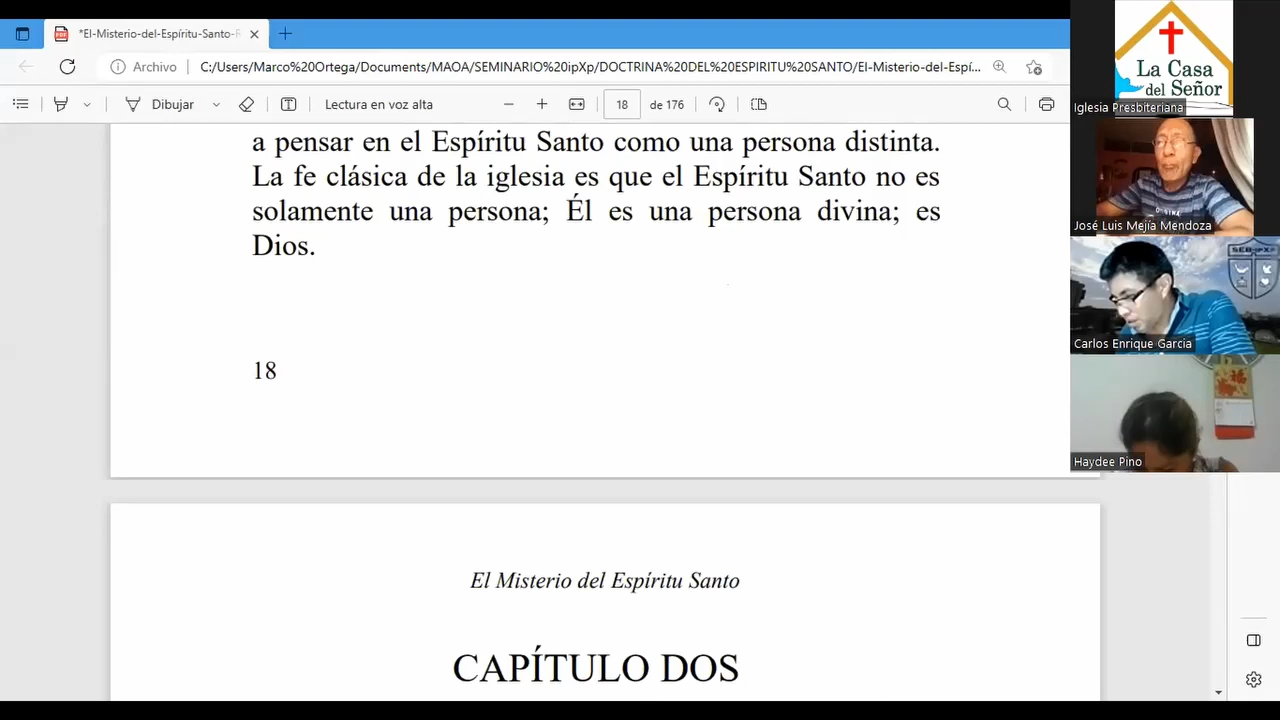 *El-Misterio-del-Espíritu-Santo-R
Archivo
C:/Users/Marco%20Ortega/Documents/MAOA/SEMINARIO%20ipXp/DOCTRINA%20DEL%20ESPIRITU%20SANTO/El-Misterio-del-Espí...
Dibujar
Lectura en voz alta
18
de 176
a pensar en el Espíritu Santo como una persona distinta.
La fe clásica de la iglesia es que el Espíritu Santo no es
solamente una persona; Él es una persona divina; es
Dios.
18
El Misterio del Espíritu Santo
CAPÍTULO DOS
La Casa
del Señor
Iglesia Presbiteriana
José Luis Mejía Mendoza
SEB-ipXp
Carlos Enrique Garcia
Haydee Pino